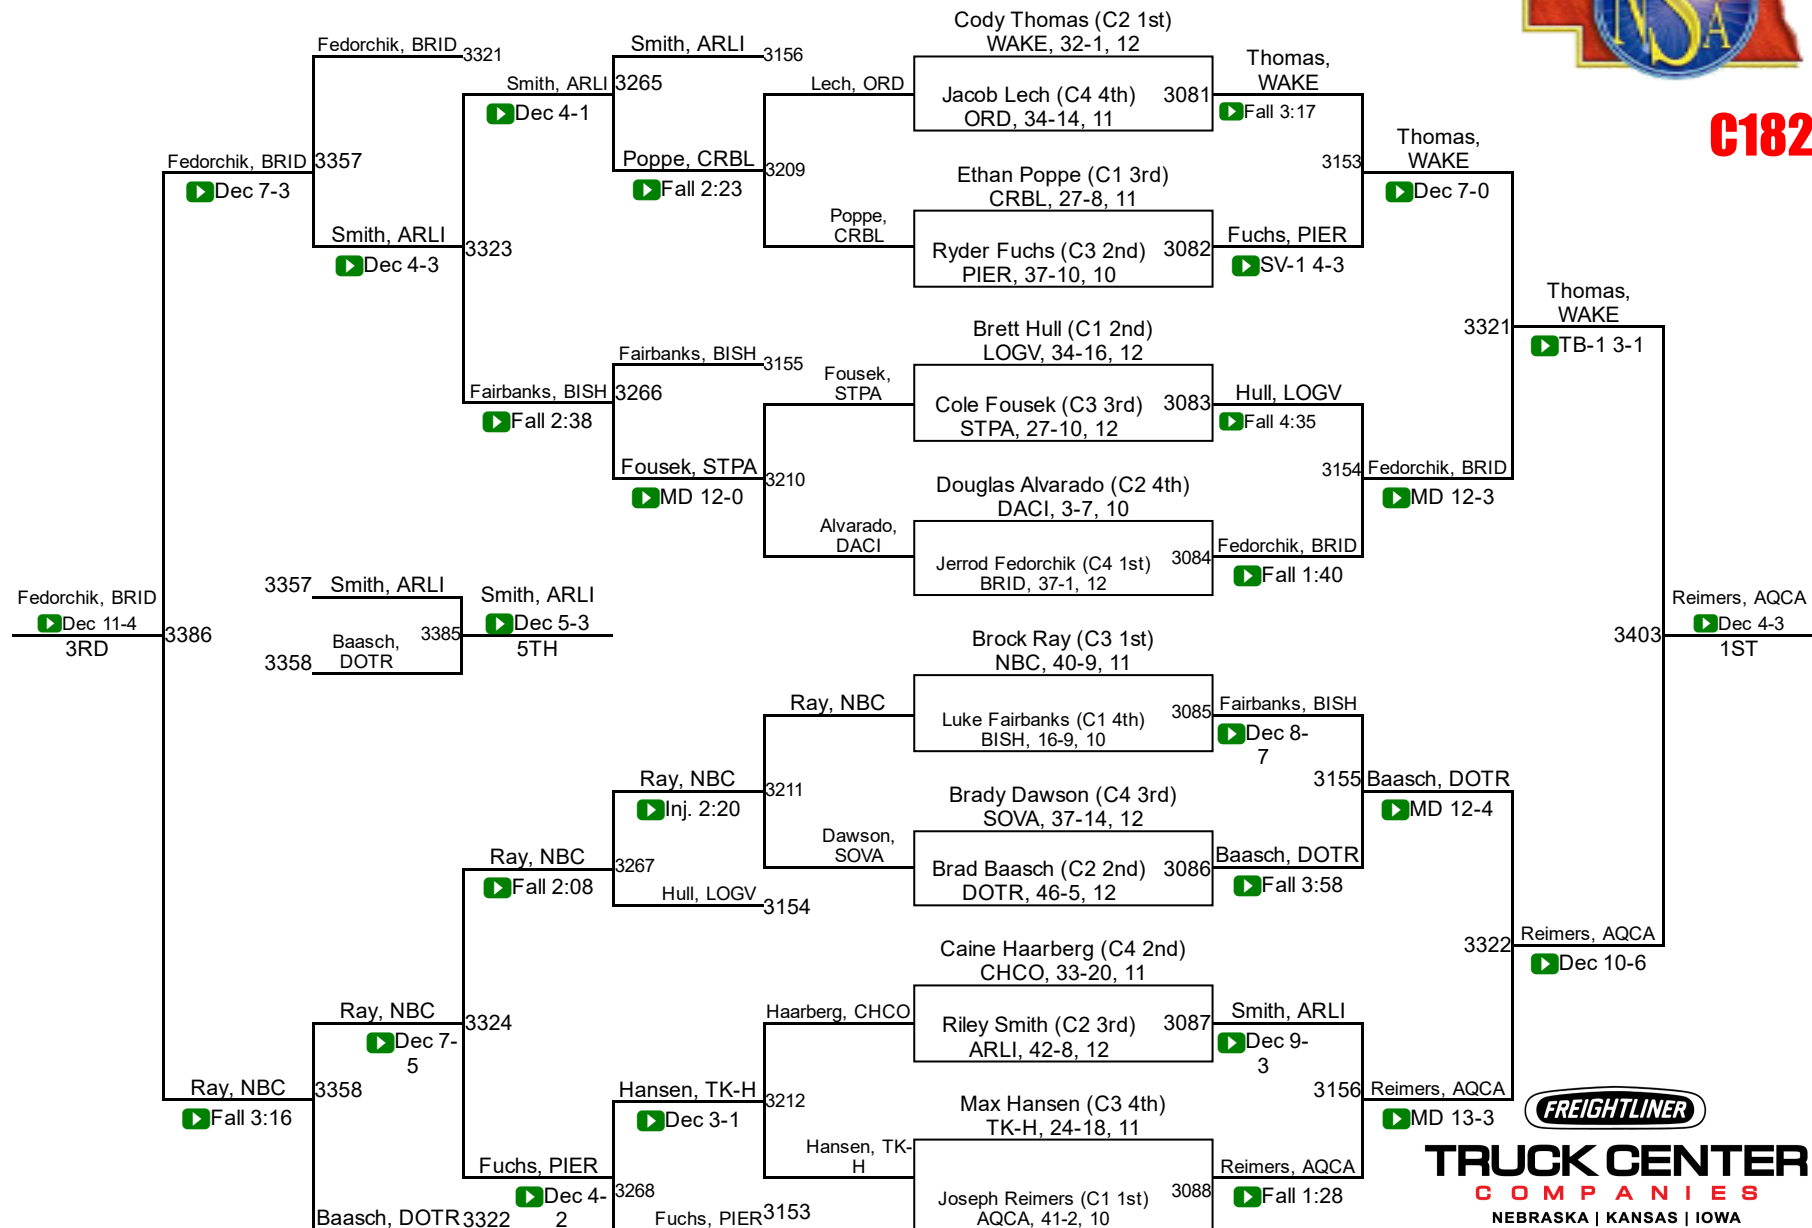 Cody Thomas (C2 1st)
WAKE, 32-1, 12
Fedorchik, BRID
3321
Smith, ARLI
3156
Thomas,
WAKE
Smith, ARLI
3265
Lech, ORD
Jacob Lech (C4 4th)
3081
ORD, 34-14, 11
Dec 4-1
Fall 3:17
C182
Thomas,
WAKE
Fedorchik, BRID
3357
Poppe, CRBL
3209
Ethan Poppe (C1 3rd)
CRBL, 27-8, 11
3153
Dec 7-3
Fall 2:23
Dec 7-0
Poppe,
CRBL
Smith, ARLI
3323
Ryder Fuchs (C3 2nd)
3082
PIER, 37-10, 10
Fuchs, PIER
Dec 4-3
SV-1 4-3
Thomas,
WAKE
Brett Hull (C1 2nd)
LOGV, 34-16, 12
3321
TB-1 3-1
Fairbanks, BISH
3155
Fousek,
STPA
Fairbanks, BISH
3266
Cole Fousek (C3 3rd)
3083
STPA, 27-10, 12
Hull, LOGV
Fall 2:38
Fall 4:35
Fousek, STPA
3210
Douglas Alvarado (C2 4th)
DACI, 3-7, 10
3154
Fedorchik, BRID
MD 12-0
MD 12-3
Alvarado,
DACI
Jerrod Fedorchik (C4 1st)
3084
BRID, 37-1, 12
Fedorchik, BRID
Fall 1:40
3357
Smith, ARLI
Smith, ARLI
Fedorchik, BRID
Dec 11-4
3386
3RD
Baasch,
DOTR
3358
3385
Dec 5-3
5TH
Reimers, AQCA
3403
Dec 4-3
1ST
Brock Ray (C3 1st)
NBC, 40-9, 11
Ray, NBC
Luke Fairbanks (C1 4th)
3085
BISH, 16-9, 10
Fairbanks, BISH
Dec 8-
7
Ray, NBC
3211
Brady Dawson (C4 3rd)
SOVA, 37-14, 12
3155
Baasch, DOTR
Inj. 2:20
MD 12-4
Dawson,
SOVA
Ray, NBC
3267
Brad Baasch (C2 2nd)
3086
DOTR, 46-5, 12
Baasch, DOTR
Fall 2:08
Fall 3:58
Hull, LOGV
3154
Caine Haarberg (C4 2nd)
CHCO, 33-20, 11
3322
Reimers, AQCA
Dec 10-6
Haarberg, CHCO
Riley Smith (C2 3rd)
3087
ARLI, 42-8, 12
Smith, ARLI
Dec 9-
3
Ray, NBC
3324
Dec 7-
5
Ray, NBC
3358
Fall 3:16
Hansen, TK-H
3212
Dec 3-1
Max Hansen (C3 4th)
TK-H, 24-18, 11
3156
Reimers, AQCA
MD 13-3
Hansen, TK-
H
Fuchs, PIER
3268
Dec 4-
2
Joseph Reimers (C1 1st)
3088
AQCA, 41-2, 10
Reimers, AQCA
Fall 1:28
Baasch, DOTR
3322
Fuchs, PIER
3153
NSA
FREIGHTLINER
TRUCK CENTER
COMPANIES
NEBRASKA | KANSAS | IOWA